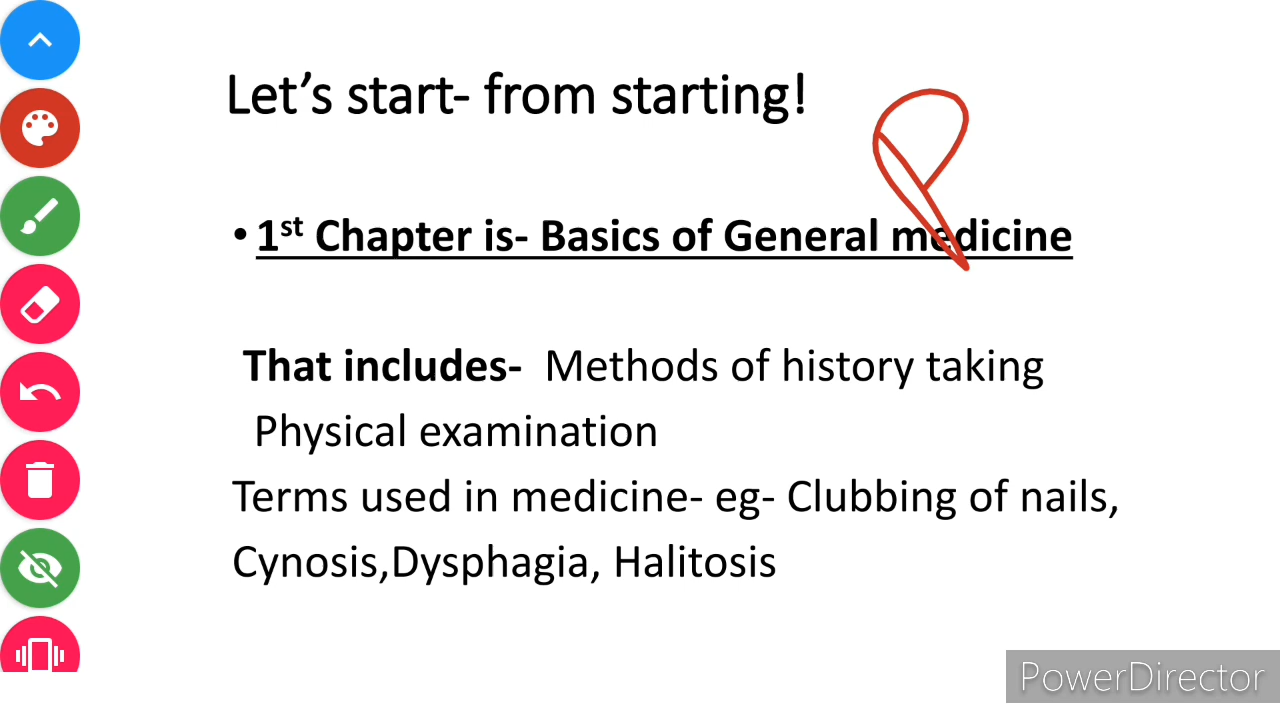 Let's start- from starting!
• 1st Chapter is- Basics of General medicine
That includes- Methods of history taking
Physical examination
Terms used in medicine- eg- Clubbing of nails,
Cynosis,Dysphagia, Halitosis
PowerDirector